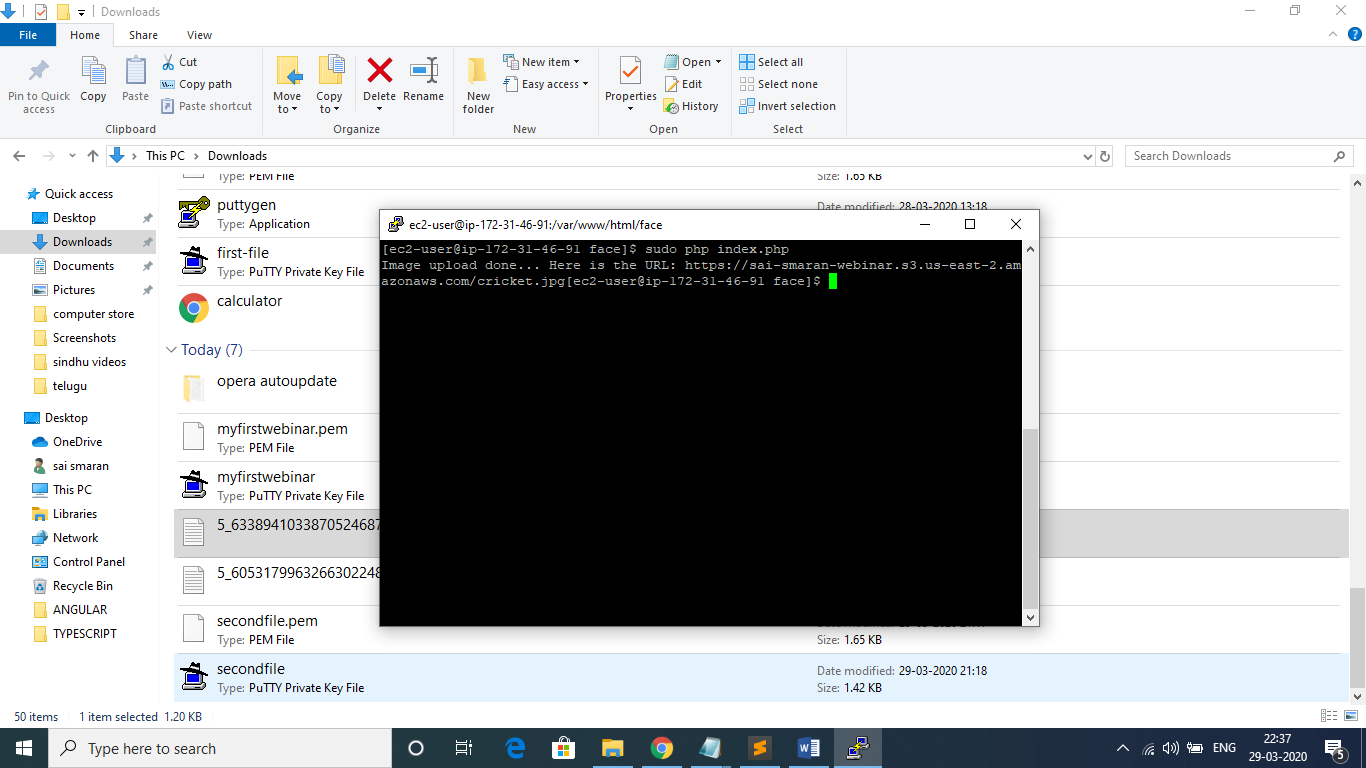 Downloads
File
Home
Share
View
Pin to Quick access
Copy
Paste
Cut
Copy path
Paste shortcut
Clipboard
Move to
Copy to
Delete
Rename
Organize
New folder
New item
Easy access
New
Properties
Open
Edit
History
Open
Select all
Select none
Invert selection
Select
This PC
Downloads
Search Downloads
Quick access
Desktop
Downloads
Documents
Pictures
computer store
Screenshots
sindhu videos
telugu
Desktop
OneDrive
sai smaran
This PC
Libraries
Network
Control Panel
Recycle Bin
ANGULAR
TYPESCRIPT
Type: PEM File
Size: 1.65 KB
puttygen
Type: Application
Date modified: 28-03-2020 13:18
first-file
Type: PuTTY Private Key File
calculator
Today (7)
opera autoupdate
myfirstwebinar.pem
Type: PEM File
myfirstwebinar
Type: PuTTY Private Key File
5_6338941033870524687
5_6053179963266302248
secondfile.pem
Type: PEM File
Size: 1.65 KB
secondfile
Type: PuTTY Private Key File
Date modified: 29-03-2020 21:18
Size: 1.42 KB
ec2-user@ip-172-31-46-91:/var/www/html/face
[ec2-user@ip-172-31-46-91 face]$ sudo php index.php
Image upload done... Here is the URL: https://sai-smaran-webinar.s3.us-east-2.am
azonaws.com/cricket.jpg[ec2-user@ip-172-31-46-91 face]$
50 items
1 item selected 1.20 KB
Type here to search
ENG
22:37
29-03-2020
5